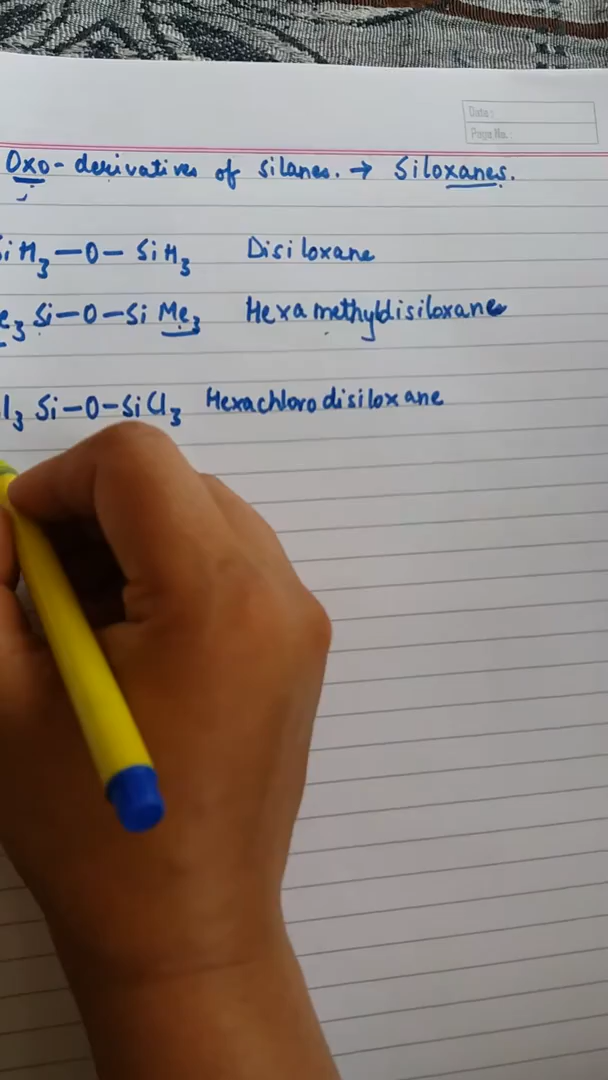 Date:
Page No.:
Oxo-derivatives of silanes. → Siloxanes.
iH3—O—SiH3 Disiloxane
e3 Si—O—Si Me3 Hexamethyldisiloxane
l3 Si—O—SiCl3 Hexachlorodisiloxane